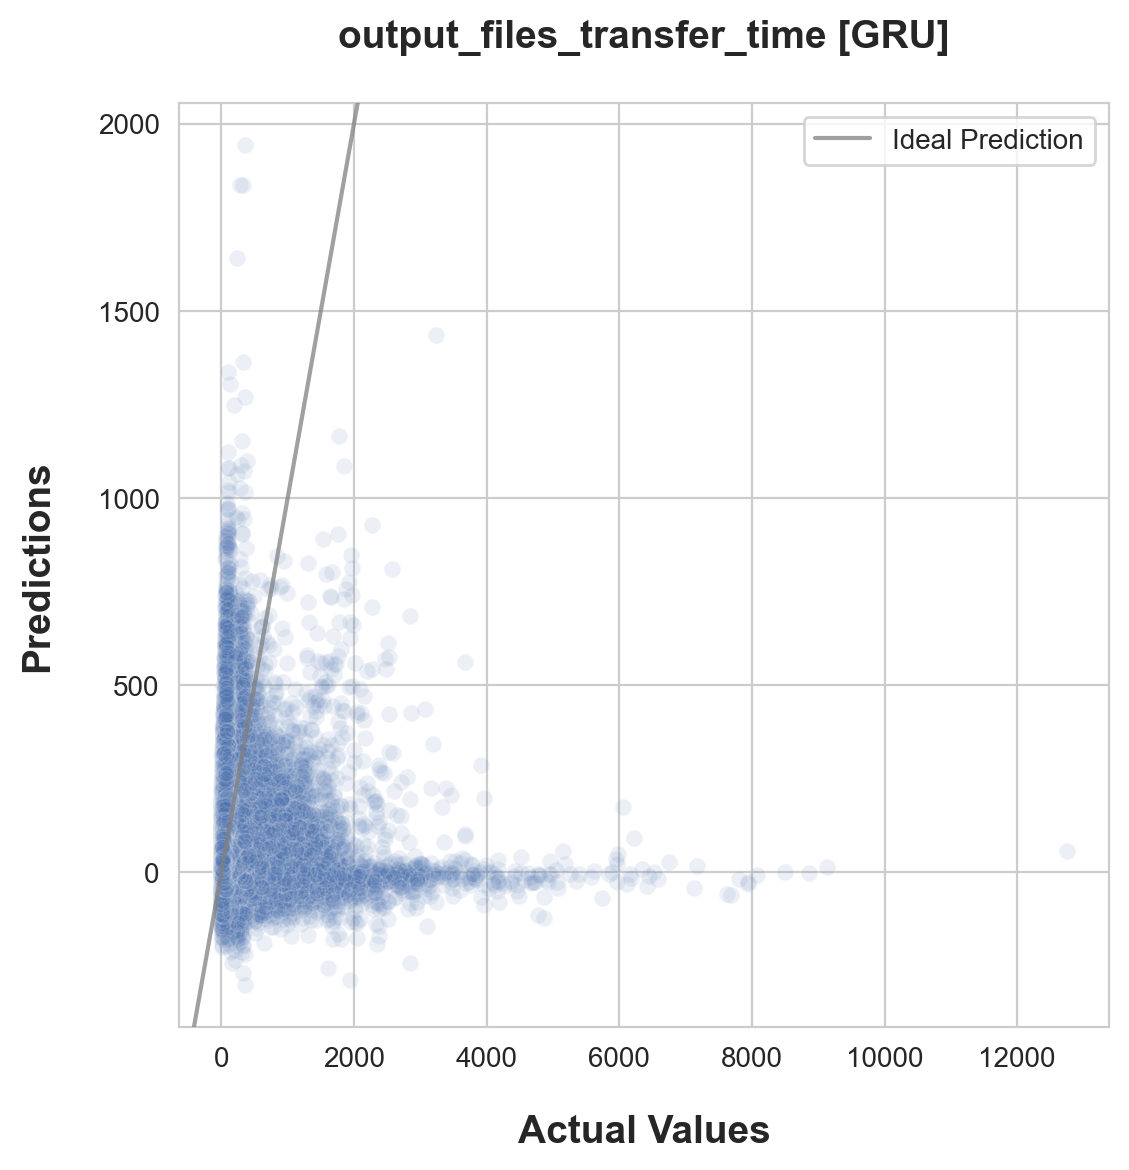 output_files_transfer_time [GRU]
Ideal Prediction
2000
1500
1000
500
0
Predictions
0 2000 4000 6000 8000 10000 12000
Actual Values